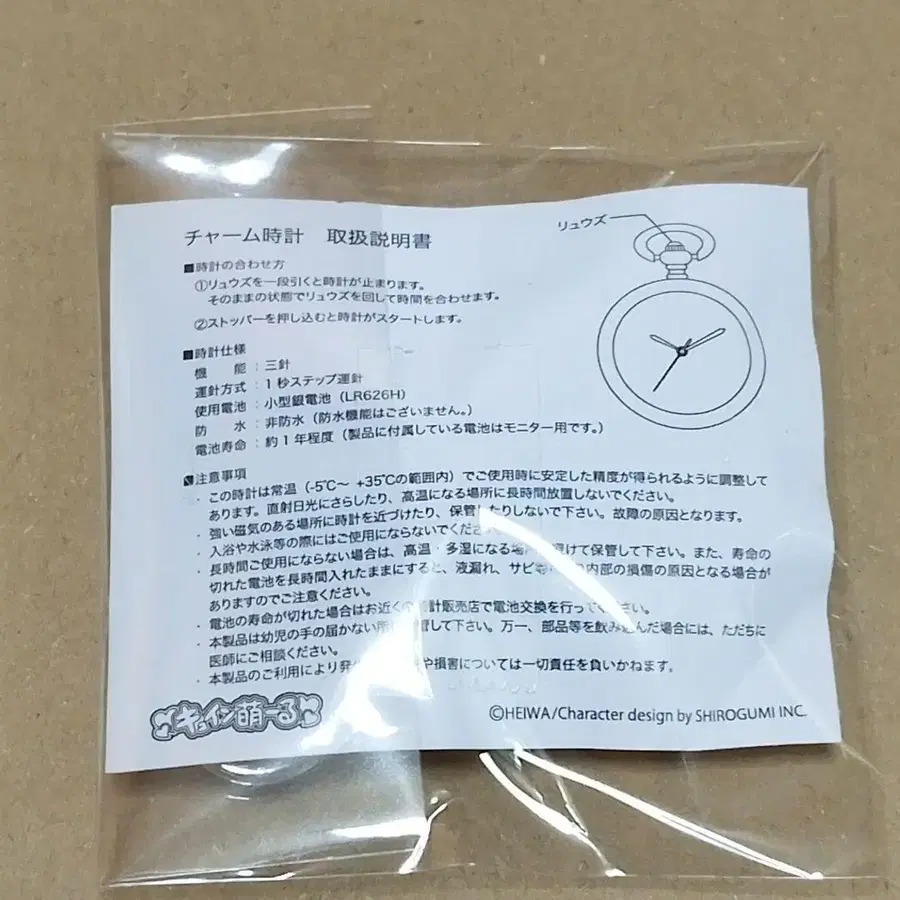 チャーム時計　取扱説明書
リュウズ
■時計の合わせ方
①リュウズを一段引くと時計が止まります。
そのままの状態でリュウズを回して時間を合わせます。
②ストッパーを押し込むと時計がスタートします。
■時計仕様
機　　能：三針
運針方式：1秒ステップ運針
使用電池：小型銀電池（LR626H）
防　　水：非防水（防水機能はございません。）
電池寿命：約1年程度（製品に付属している電池はモニター用です。）
■注意事項
・この時計は常温（-5℃～ +35℃の範囲内）でご使用時に安定した精度が得られるように調整して
あります。直射日光にさらしたり、高温になる場所に長時間放置しないでください。
・強い磁気のある場所に時計を近づけたり、保管したりしないで下さい。故障の原因となります。
・入浴や水泳等の際にはご使用にならないでください。
・長時間ご使用にならない場合は、高温・多湿になる場所 避けて保管して下さい。また、寿命の
切れた電池を長時間入れたままにすると、液漏れ、サビ 内部の損傷の原因となる場合が
ありますのでご注意ください。
・電池の寿命が切れた場合はお近く 時計販売店で電池交換を行ってください。
・本製品は幼児の手の届かない所 保管して下さい。万一、部品等を飲み込んだ場合には、ただちに
医師にご相談ください。
・本製品のご利用により発 や損害については一切責任を負いかねます。
キュイン萌～る
©HEIWA/Character design by SHIROGUMI INC.